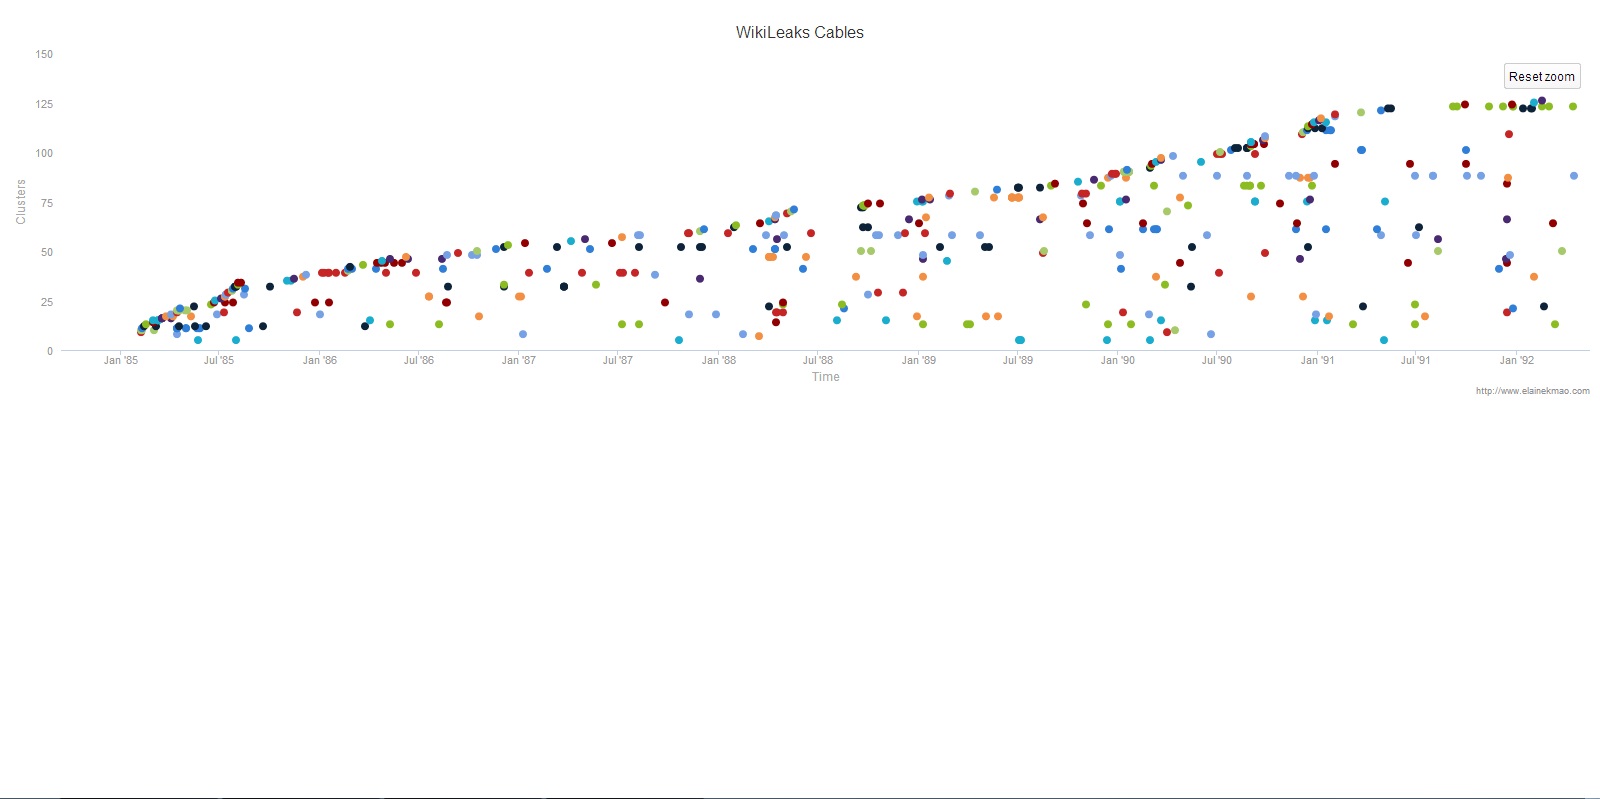 WikiLeaks Cables
150
Reset zoom
125
100
75
50
25
0
Clusters
Jan '85 Jul '85 Jan '86 Jul '86 Jan '87 Jul '87 Jan '88 Jul '88 Jan '89 Jul '89 Jan '90 Jul '90 Jan '91 Jul '91 Jan '92
Time
http://www.elainekmao.com